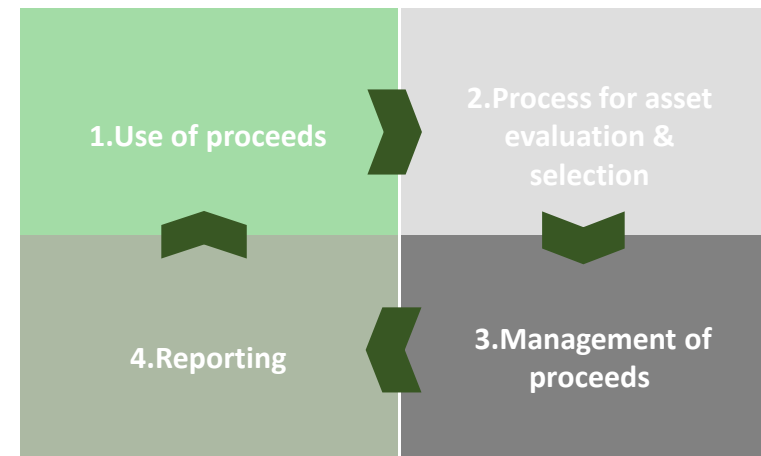 1.Use of proceeds
2.Process for asset
evaluation &
selection
3.Management of
proceeds
4.Reporting